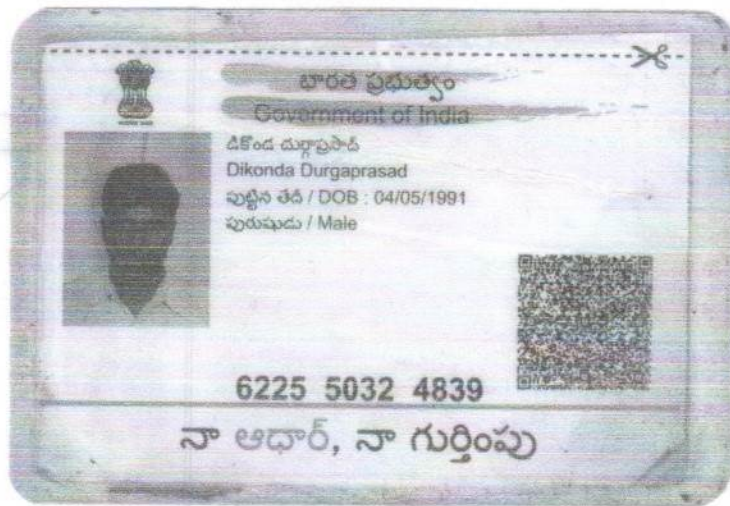 భారత ప్రభుత్వం
Government of India
డికొండ దుర్గాప్రసాద్
Dikonda Durgaprasad
పుట్టిన తేదీ / DOB : 04/05/1991
పురుషుడు / Male
6225 5032 4839
నా ఆధార్, నా గుర్తింపు